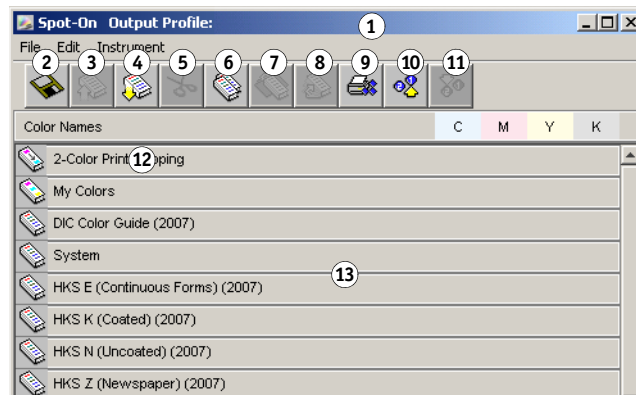 Spot-On Output Profile: 1
File Edit Instrument
2 3 4 5 6 7 8 9 10 11
Color Names C M Y K
2-Color Print 12 pping
My Colors
DIC Color Guide (2007)
System
13
HKS E (Continuous Forms) (2007)
HKS K (Coated) (2007)
HKS N (Uncoated) (2007)
HKS Z (Newspaper) (2007)